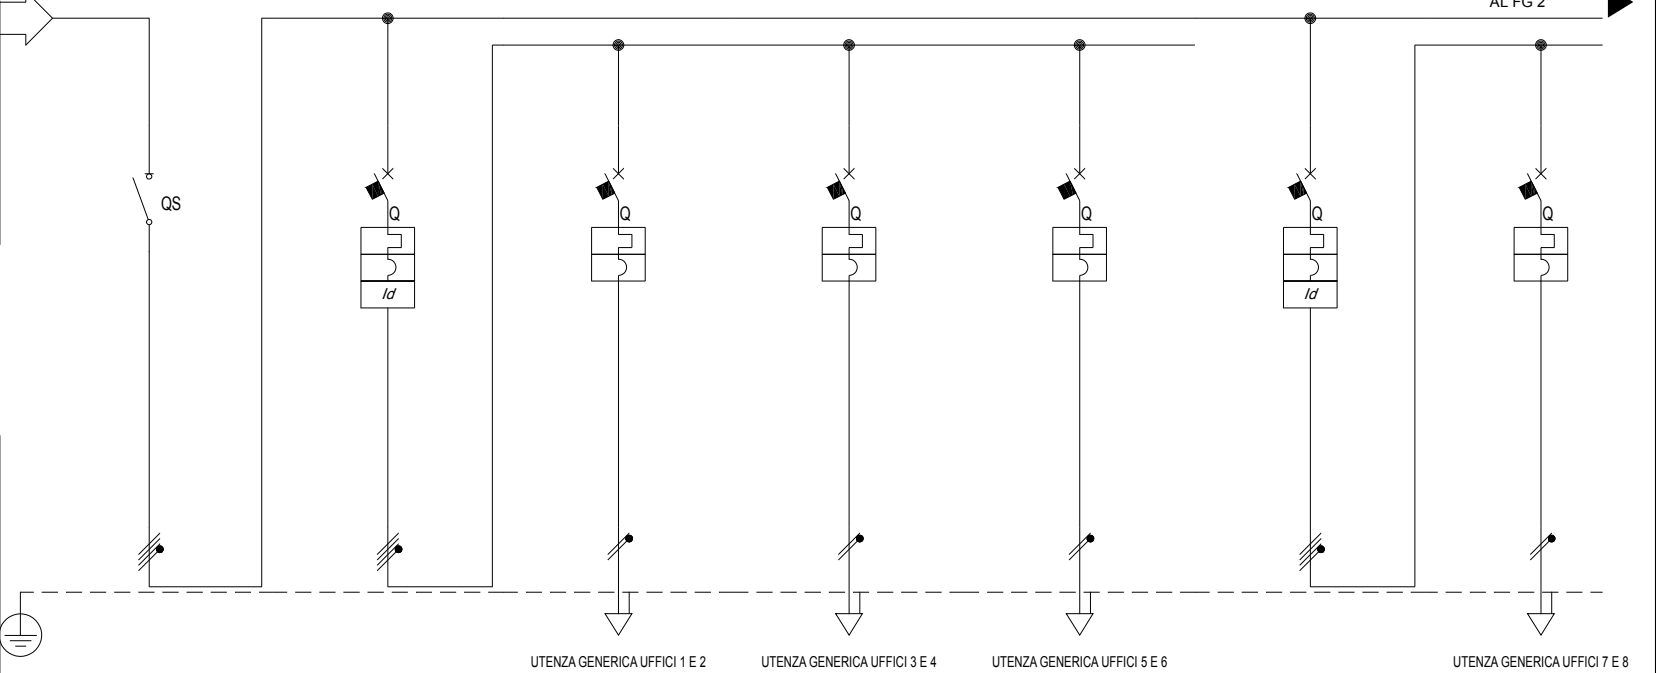 AL FG 2
QS
Q
Q
Q
Q
Q
Q
Id
Id
UTENZA GENERICA UFFICI 1 E 2
UTENZA GENERICA UFFICI 3 E 4
UTENZA GENERICA UFFICI 5 E 6
UTENZA GENERICA UFFICI 7 E 8